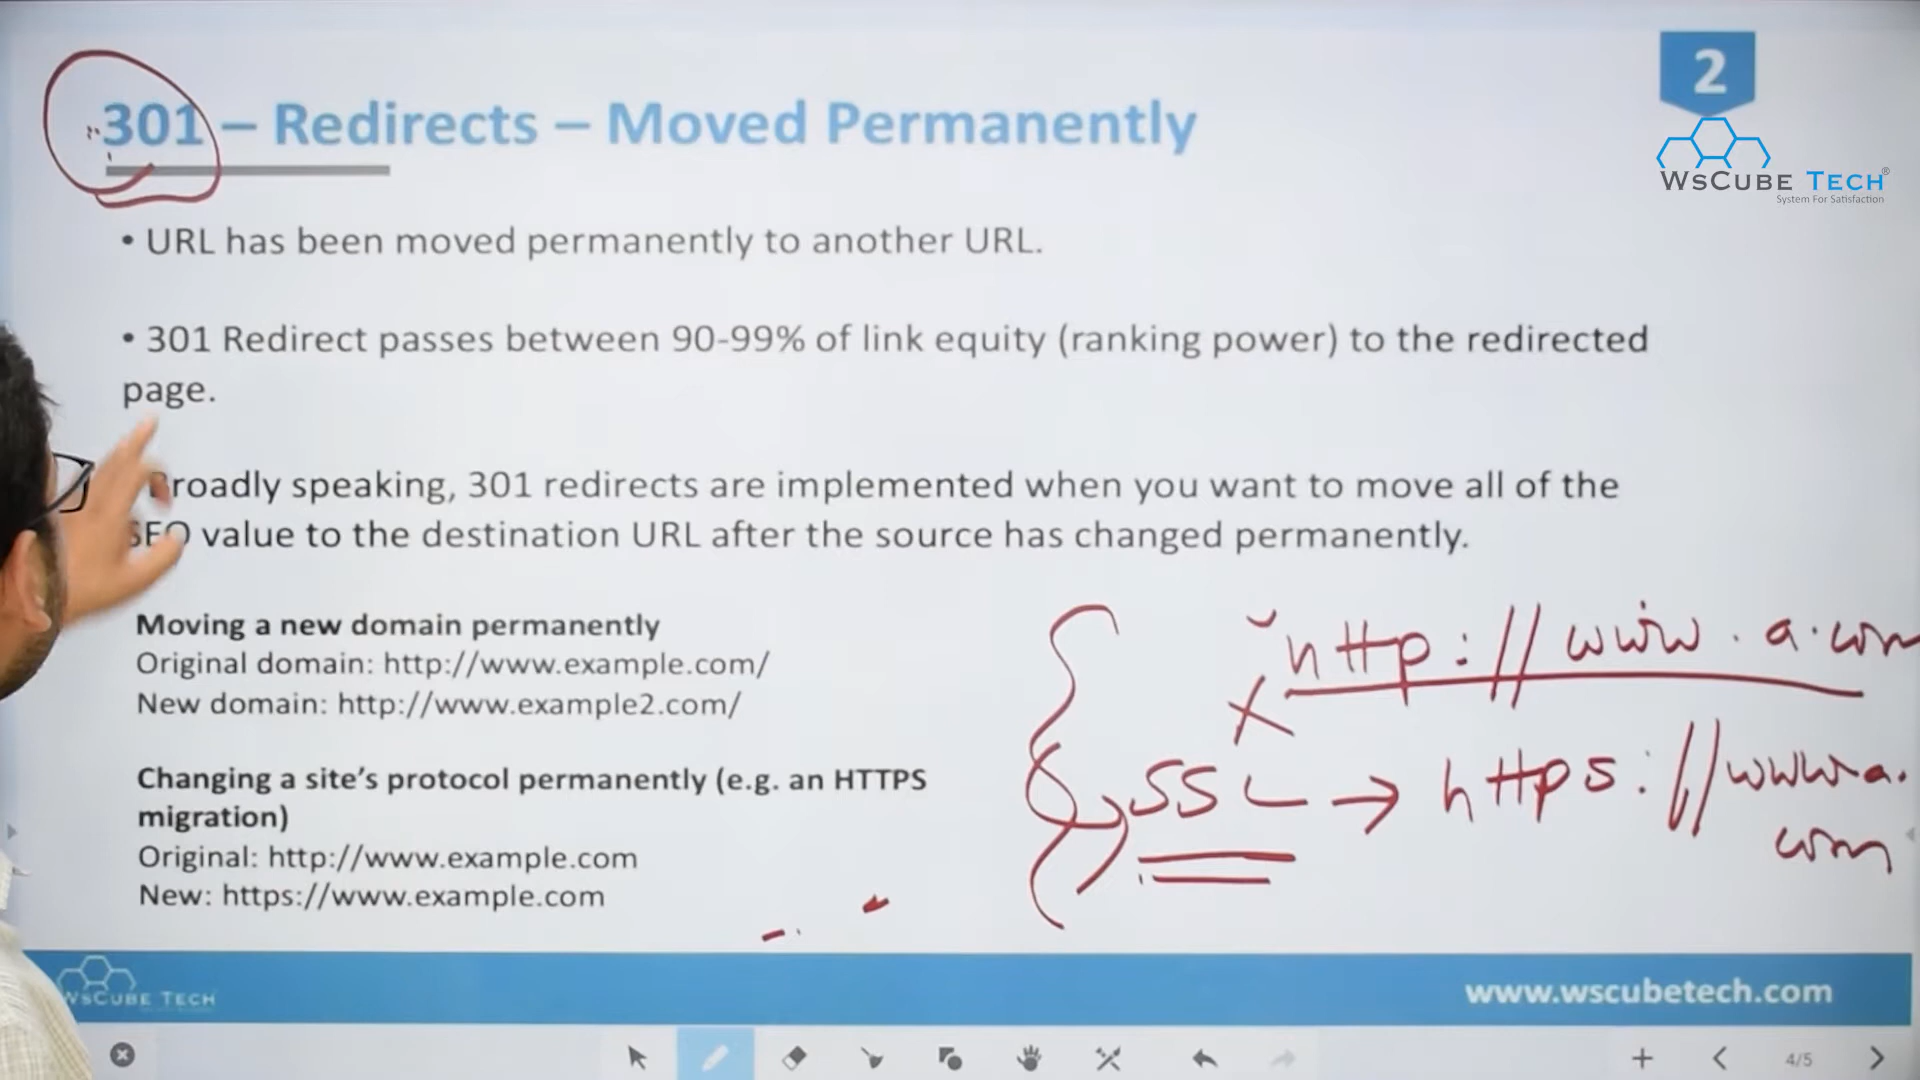 2
301 – Redirects – Moved Permanently
WsCube Tech®
System For Satisfaction
• URL has been moved permanently to another URL.
• 301 Redirect passes between 90-99% of link equity (ranking power) to the redirected
page.
Broadly speaking, 301 redirects are implemented when you want to move all of the
SEO value to the destination URL after the source has changed permanently.
Moving a new domain permanently
Original domain: http://www.example.com/
New domain: http://www.example2.com/
Changing a site's protocol permanently (e.g. an HTTPS
migration)
Original: http://www.example.com
New: https://www.example.com
http://www.a.com
SSL → https://www.a.
com
WsCube Tech
www.wscubetech.com
4/5